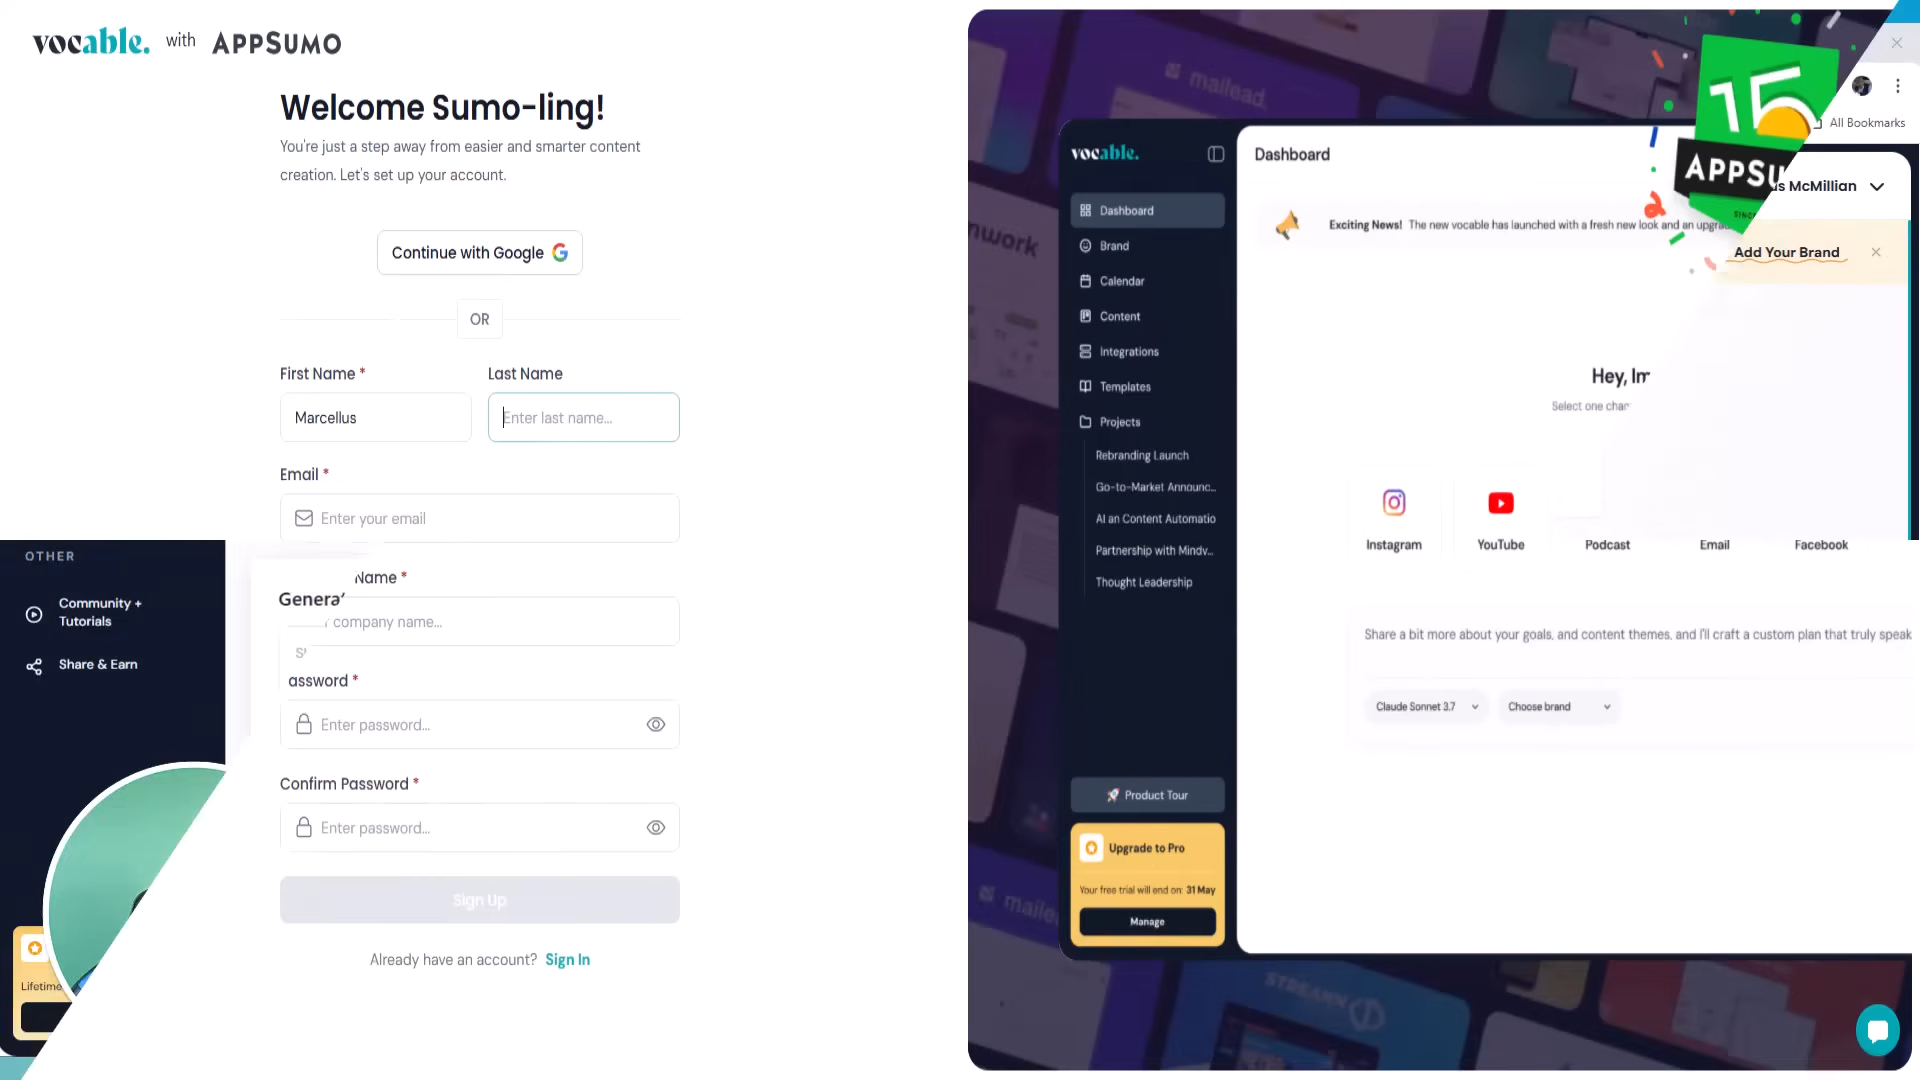 vocable. with APPSUMO
Welcome Sumo-ling!
You're just a step away from easier and smarter content
creation. Let's set up your account.
Continue with Google
OR
First Name * Last Name
Marcellus Enter last name...
Email *
Enter your email
Name *
company name...
assword *
Enter password...
Confirm Password *
Enter password...
Sign Up
Already have an account? Sign In
OTHER
Community +
Tutorials
Share & Earn
Lifetime
mailead
vocable.
Dashboard
Brand
Calendar
Content
Integrations
Templates
Projects
Rebranding Launch
Go-to-Market Announc...
AI an Content Automatio
Partnership with Mindv...
Thought Leadership
Product Tour
Upgrade to Pro
Your free trial will end on: 31 May
Manage
Dashboard
Exciting News! The new vocable has launched with a fresh new look and an
15
APPSU
All Bookmarks
McMillian
Add Your Brand
Hey,
Select one
Instagram YouTube Podcast Email Facebook
Share a bit more about your goals, and content themes, and I'll craft a custom plan that truly speak
Claude Sonnet 3.7 Choose brand
mailea